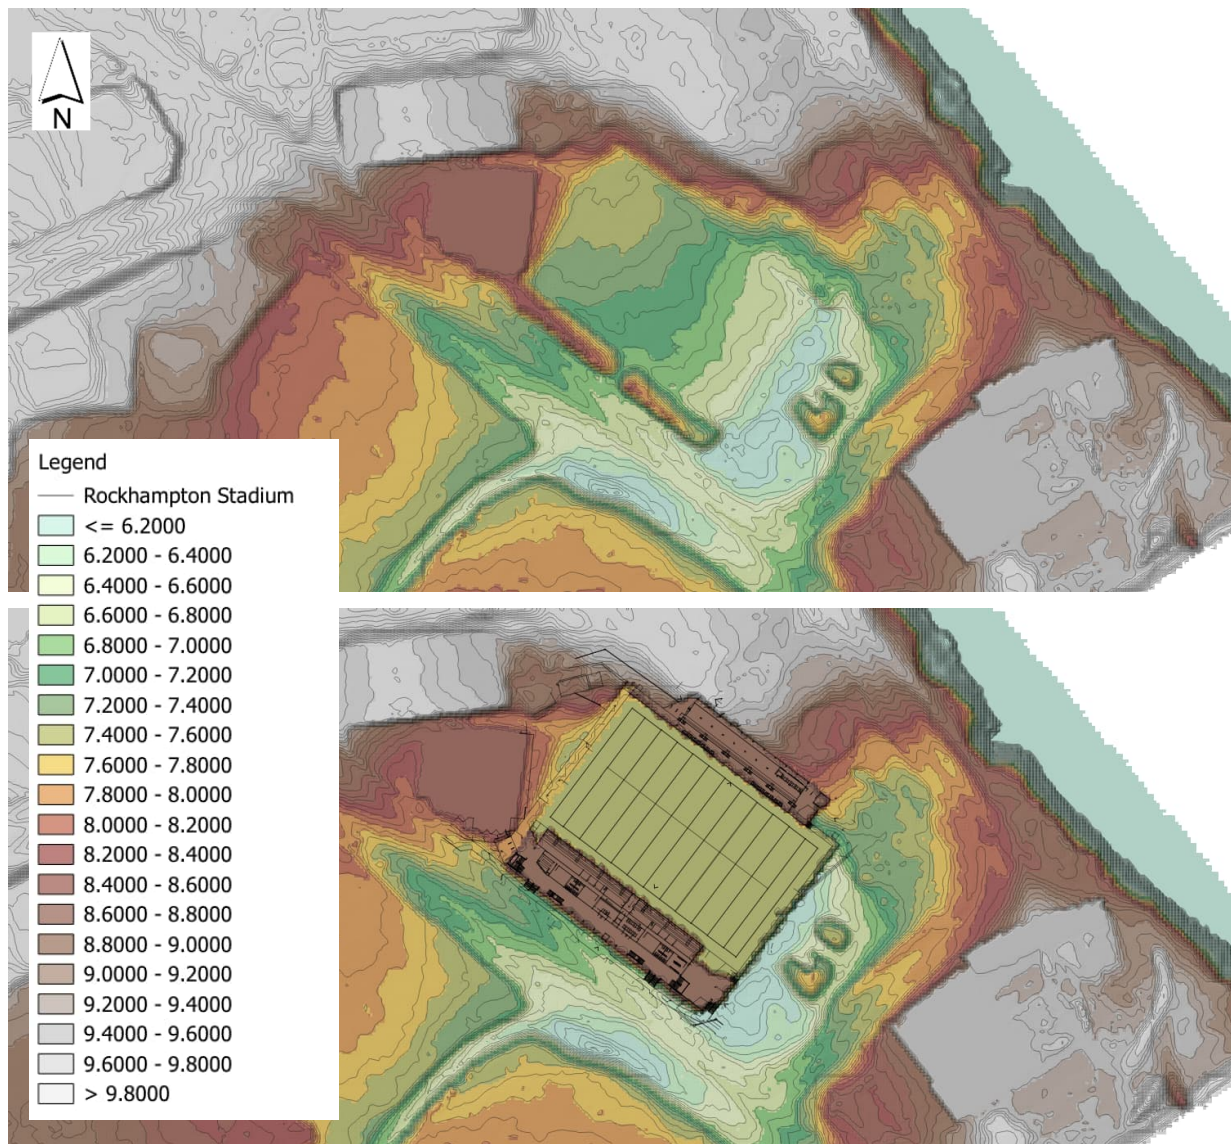 N
Legend
Rockhampton Stadium
<= 6.2000
6.2000 - 6.4000
6.4000 - 6.6000
6.6000 - 6.8000
6.8000 - 7.0000
7.0000 - 7.2000
7.2000 - 7.4000
7.4000 - 7.6000
7.6000 - 7.8000
7.8000 - 8.0000
8.0000 - 8.2000
8.2000 - 8.4000
8.4000 - 8.6000
8.6000 - 8.8000
8.8000 - 9.0000
9.0000 - 9.2000
9.2000 - 9.4000
9.4000 - 9.6000
9.6000 - 9.8000
> 9.8000